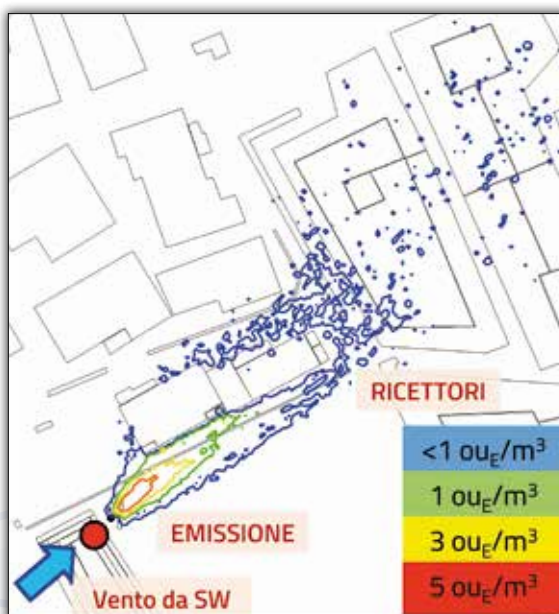 RICETTORI
<1 ouE/m³
1 ouE/m³
3 ouE/m³
5 ouE/m³
EMISSIONE
Vento da SW